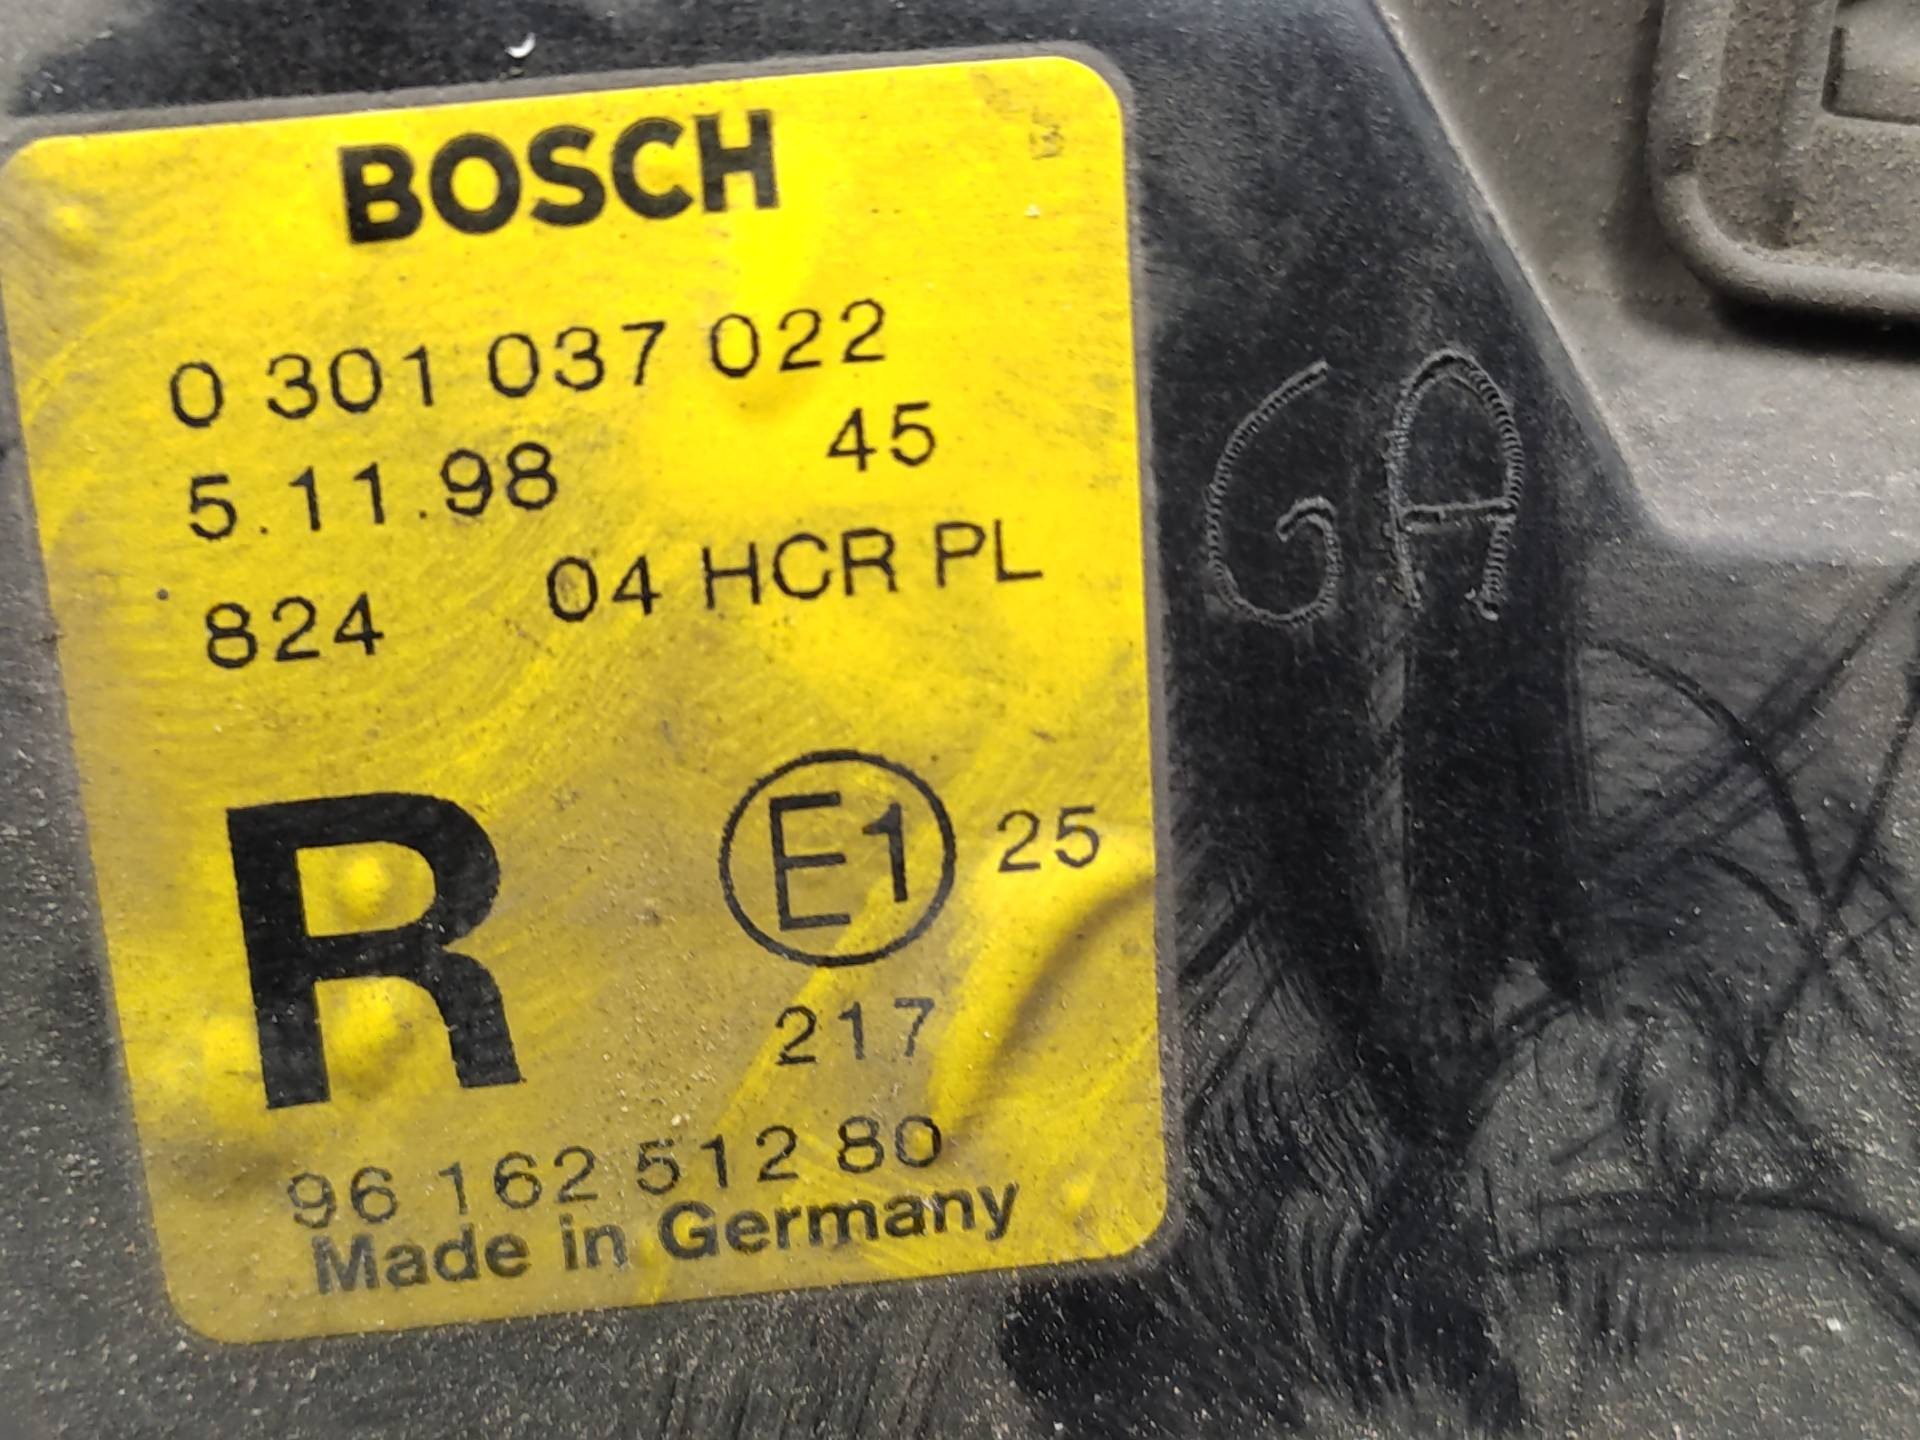 BOSCH
0 301 037 022
5.11.98 45
824 04 HCR PL
R E1 25
217
96 162 512 80
Made in Germany
GA